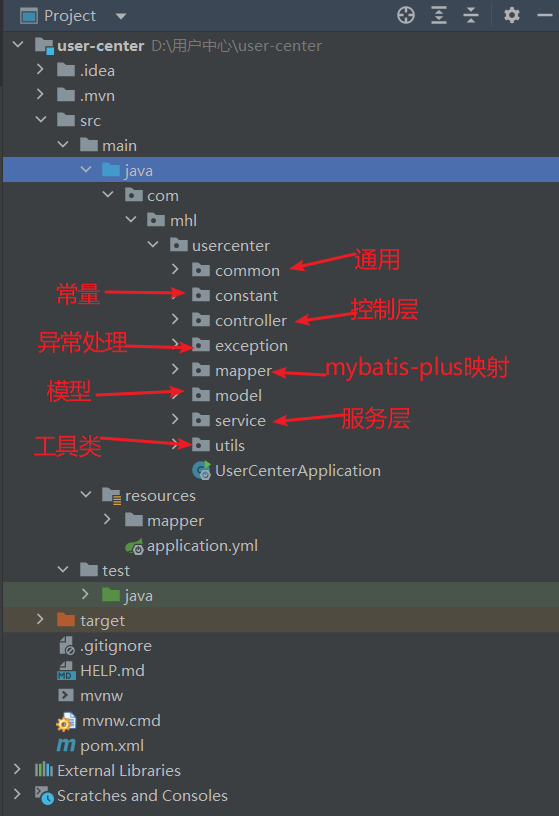 Project
user-center D:\用户中心\user-center
.idea
.mvn
src
main
java
com
mhl
usercenter
common 通用
常量 constant
controller 控制层
异常处理 exception
mapper mybatis-plus映射
模型 model
service 服务层
工具类 utils
UserCenterApplication
resources
mapper
application.yml
test
java
target
.gitignore
HELP.md
mvnw
mvnw.cmd
pom.xml
External Libraries
Scratches and Consoles